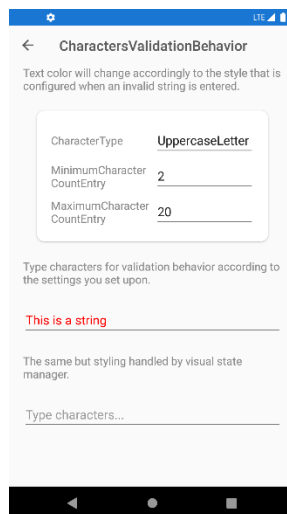 LTE
CharactersValidationBehavior
Text color will change accordingly to the style that is
configured when an invalid string is entered.
CharacterType UppercaseLetter
MinimumCharacter
CountEntry 2
MaximumCharacter
CountEntry 20
Type characters for validation behavior according to
the settings you set upon.
This is a string
The same but styling handled by visual state
manager.
Type characters...